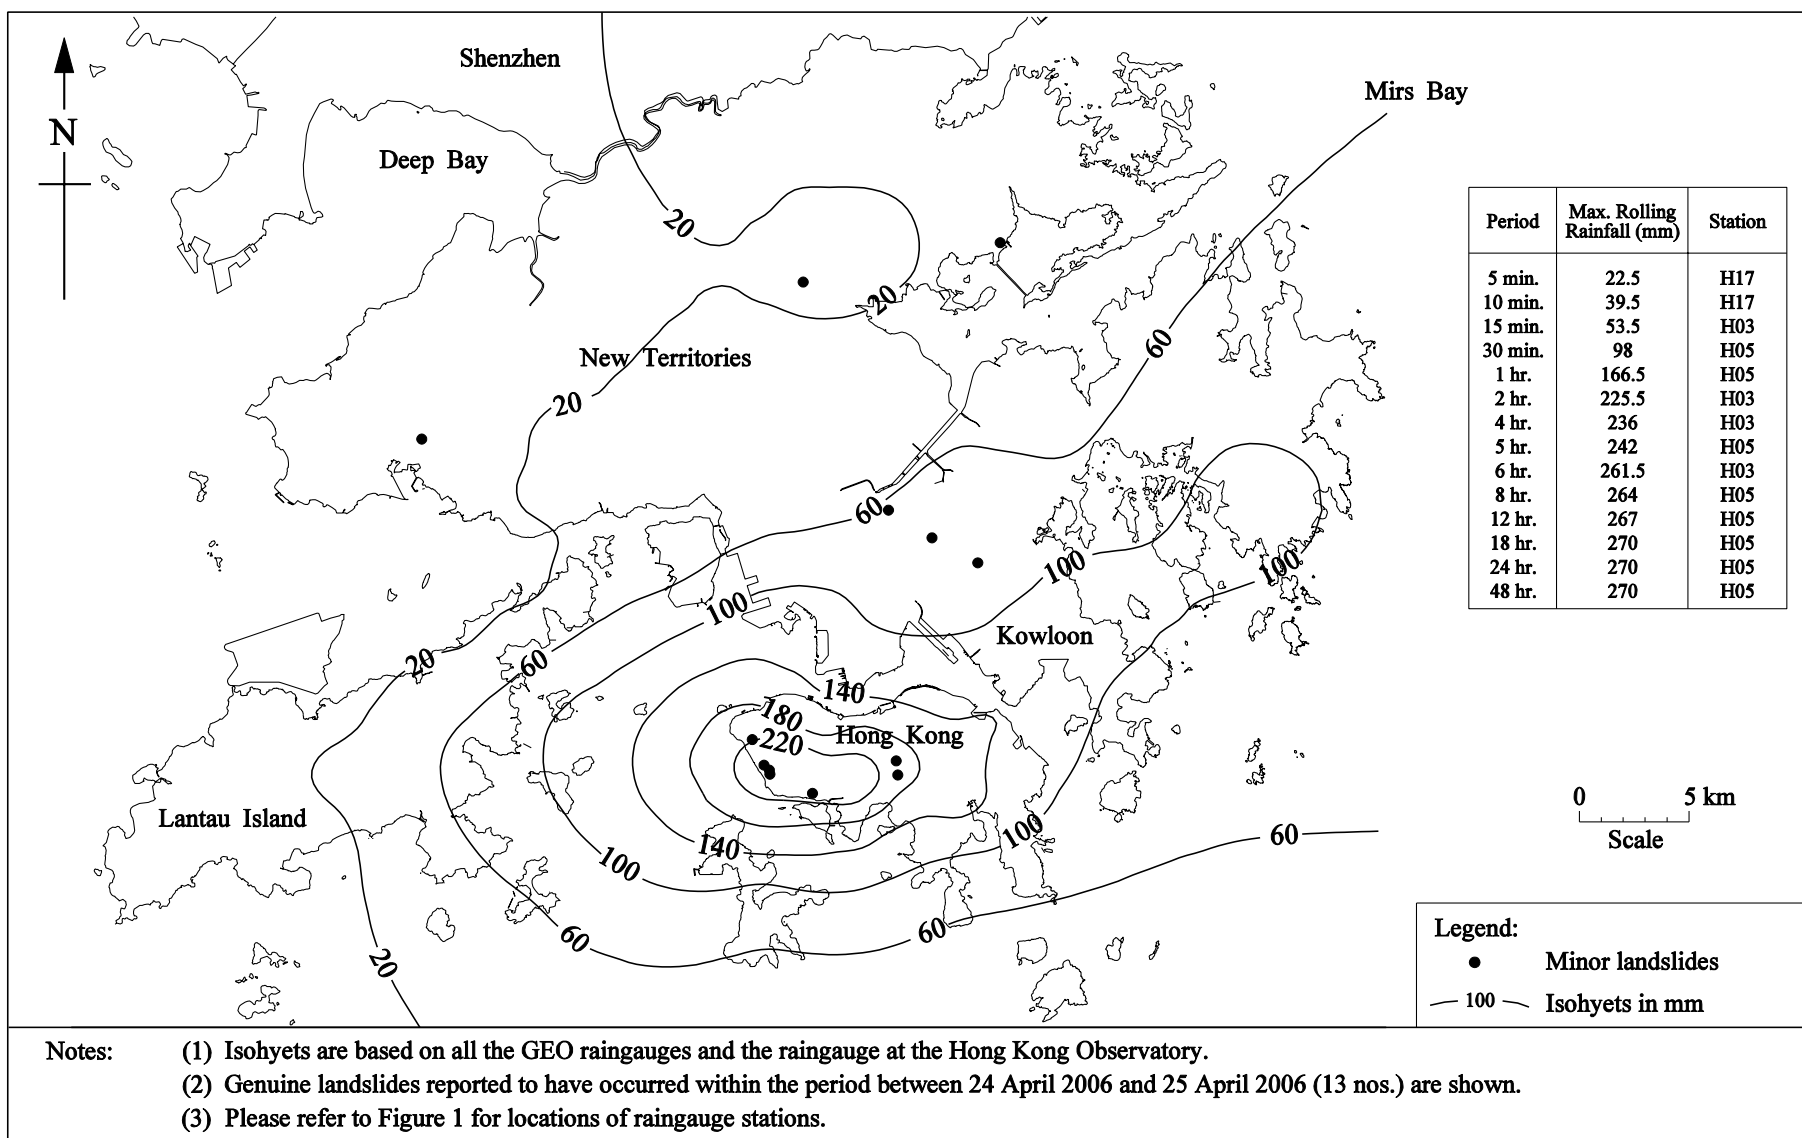 Shenzhen
Mirs Bay
N
Deep Bay
20
20
60
New Territories
20
60
100
100
100
Kowloon
20
60
140
180
220
Hong Kong
Lantau Island
140
100
100
60
60
60
20
Period Max. Rolling Rainfall (mm) Station
5 min. 22.5 H17
10 min. 39.5 H17
15 min. 53.5 H03
30 min. 98 H05
1 hr. 166.5 H05
2 hr. 225.5 H03
4 hr. 236 H03
5 hr. 242 H05
6 hr. 261.5 H03
8 hr. 264 H05
12 hr. 267 H05
18 hr. 270 H05
24 hr. 270 H05
48 hr. 270 H05
0 5 km
Scale
Legend:
Minor landslides
100 Isohyets in mm
Notes: (1) Isohyets are based on all the GEO raingauges and the raingauge at the Hong Kong Observatory.
(2) Genuine landslides reported to have occurred within the period between 24 April 2006 and 25 April 2006 (13 nos.) are shown.
(3) Please refer to Figure 1 for locations of raingauge stations.